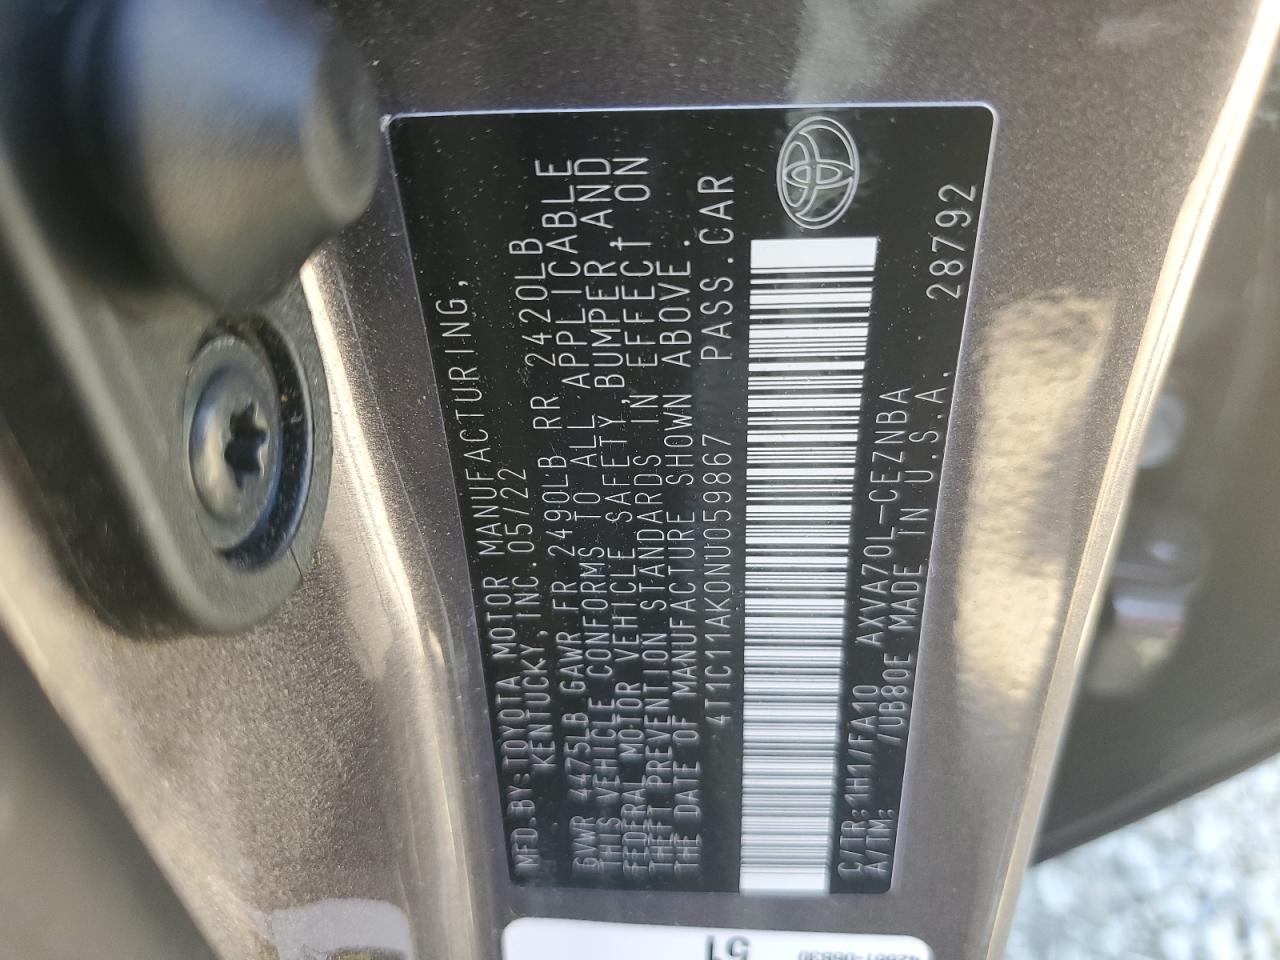 MFD.BY:TOYOTA MOTOR MANUFACTURING,
KENTUCKY, INC. 05/22
GVWR 4475LB GAWR FR 2490LB RR 2420LB
THIS VEHICLE CONFORMS TO ALL APPLICABLE
FEDERAL MOTOR VEHICLE SAFETY,BUMPER,AND
THEFT PREVENTION STANDARDS IN EFFECT ON
THE DATE OF MANUFACTURE SHOWN ABOVE.
4T1C11AK0NU059867 PASS.CAR
C/TR:1H1/FA10 AXVA70L-CEZNBA
A/TM: /UB80E MADE IN U.S.A. 28792
51